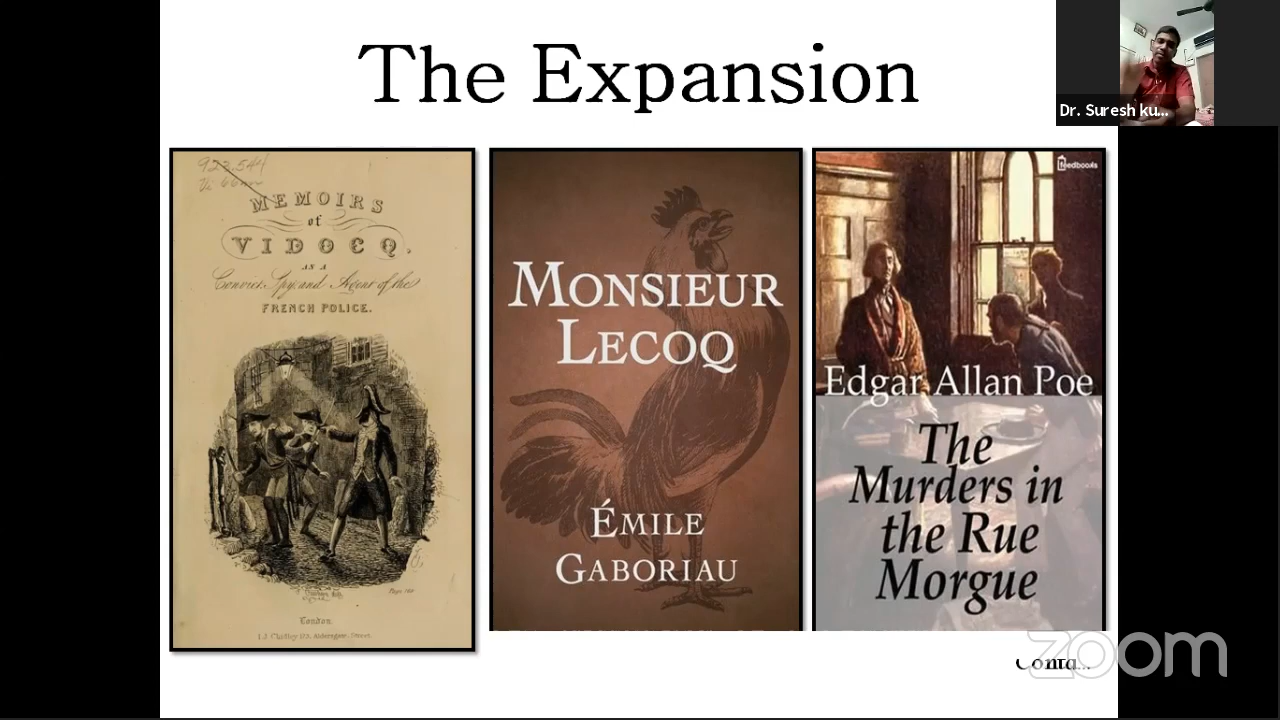 The Expansion
Dr. Suresh ku...
MEMOIRS
of
VIDOCQ.
AS A
Convict, Spy, and Agent of the
FRENCH POLICE.
London
MONSIEUR
LECOQ
ÉMILE
GABORIAU
feedbooks
Edgar Allan Poe
The
Murders in
the Rue
Morgue
Contd...
zoom